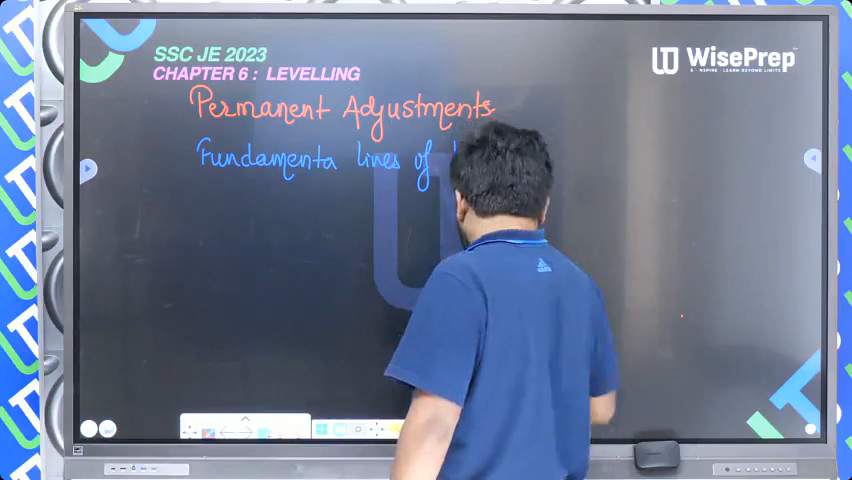 SSC JE 2023
CHAPTER 6 : LEVELLING
WisePrep
Permanent Adjustments
Fundamenta lines of